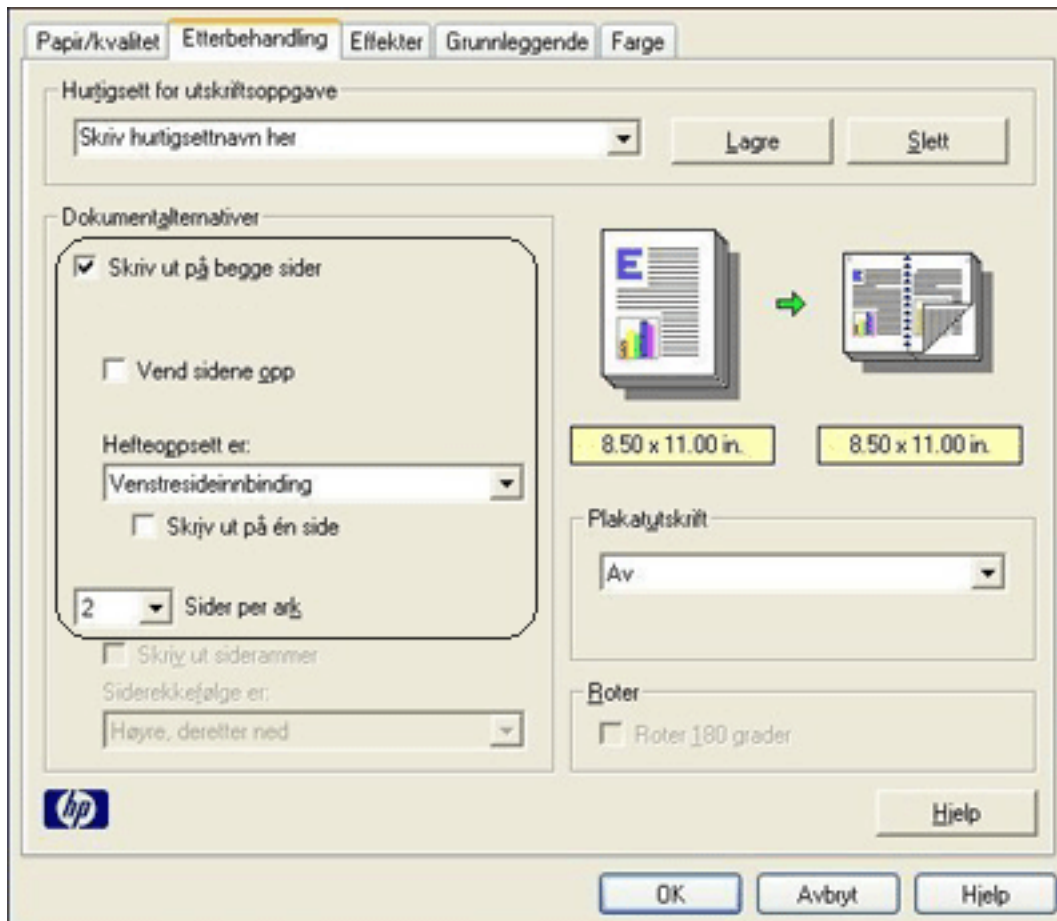 Papir/kvalitet Etterbehandling Effekter Grunnleggende Farge
Hurtigsett for utskriftsoppgave
Skriv hurtigsettnavn her Lagre Slett
Dokumentalternativer
Skriv ut på begge sider
Vend sidene opp
Hefteoppsett er:
Venstresideinnbinding
Skriv ut på én side
2 Sider per ark
Skriv ut siderammer
Siderekkefølge er:
Høyre, deretter ned
E
E
8.50 x 11.00 in. 8.50 x 11.00 in.
Plakatutskrift
Av
Roter
Roter 180 grader
hp
Hjelp
OK Avbryt Hjelp